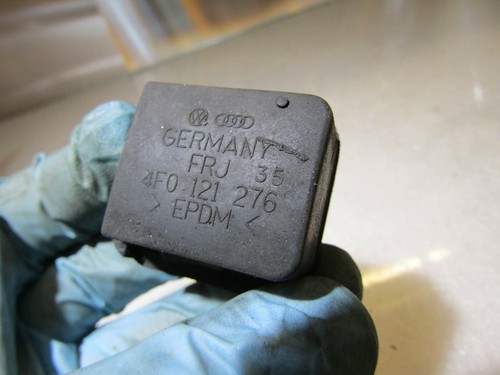 GERMANY
FRJ 35
4F0 121 276
> EPDM <